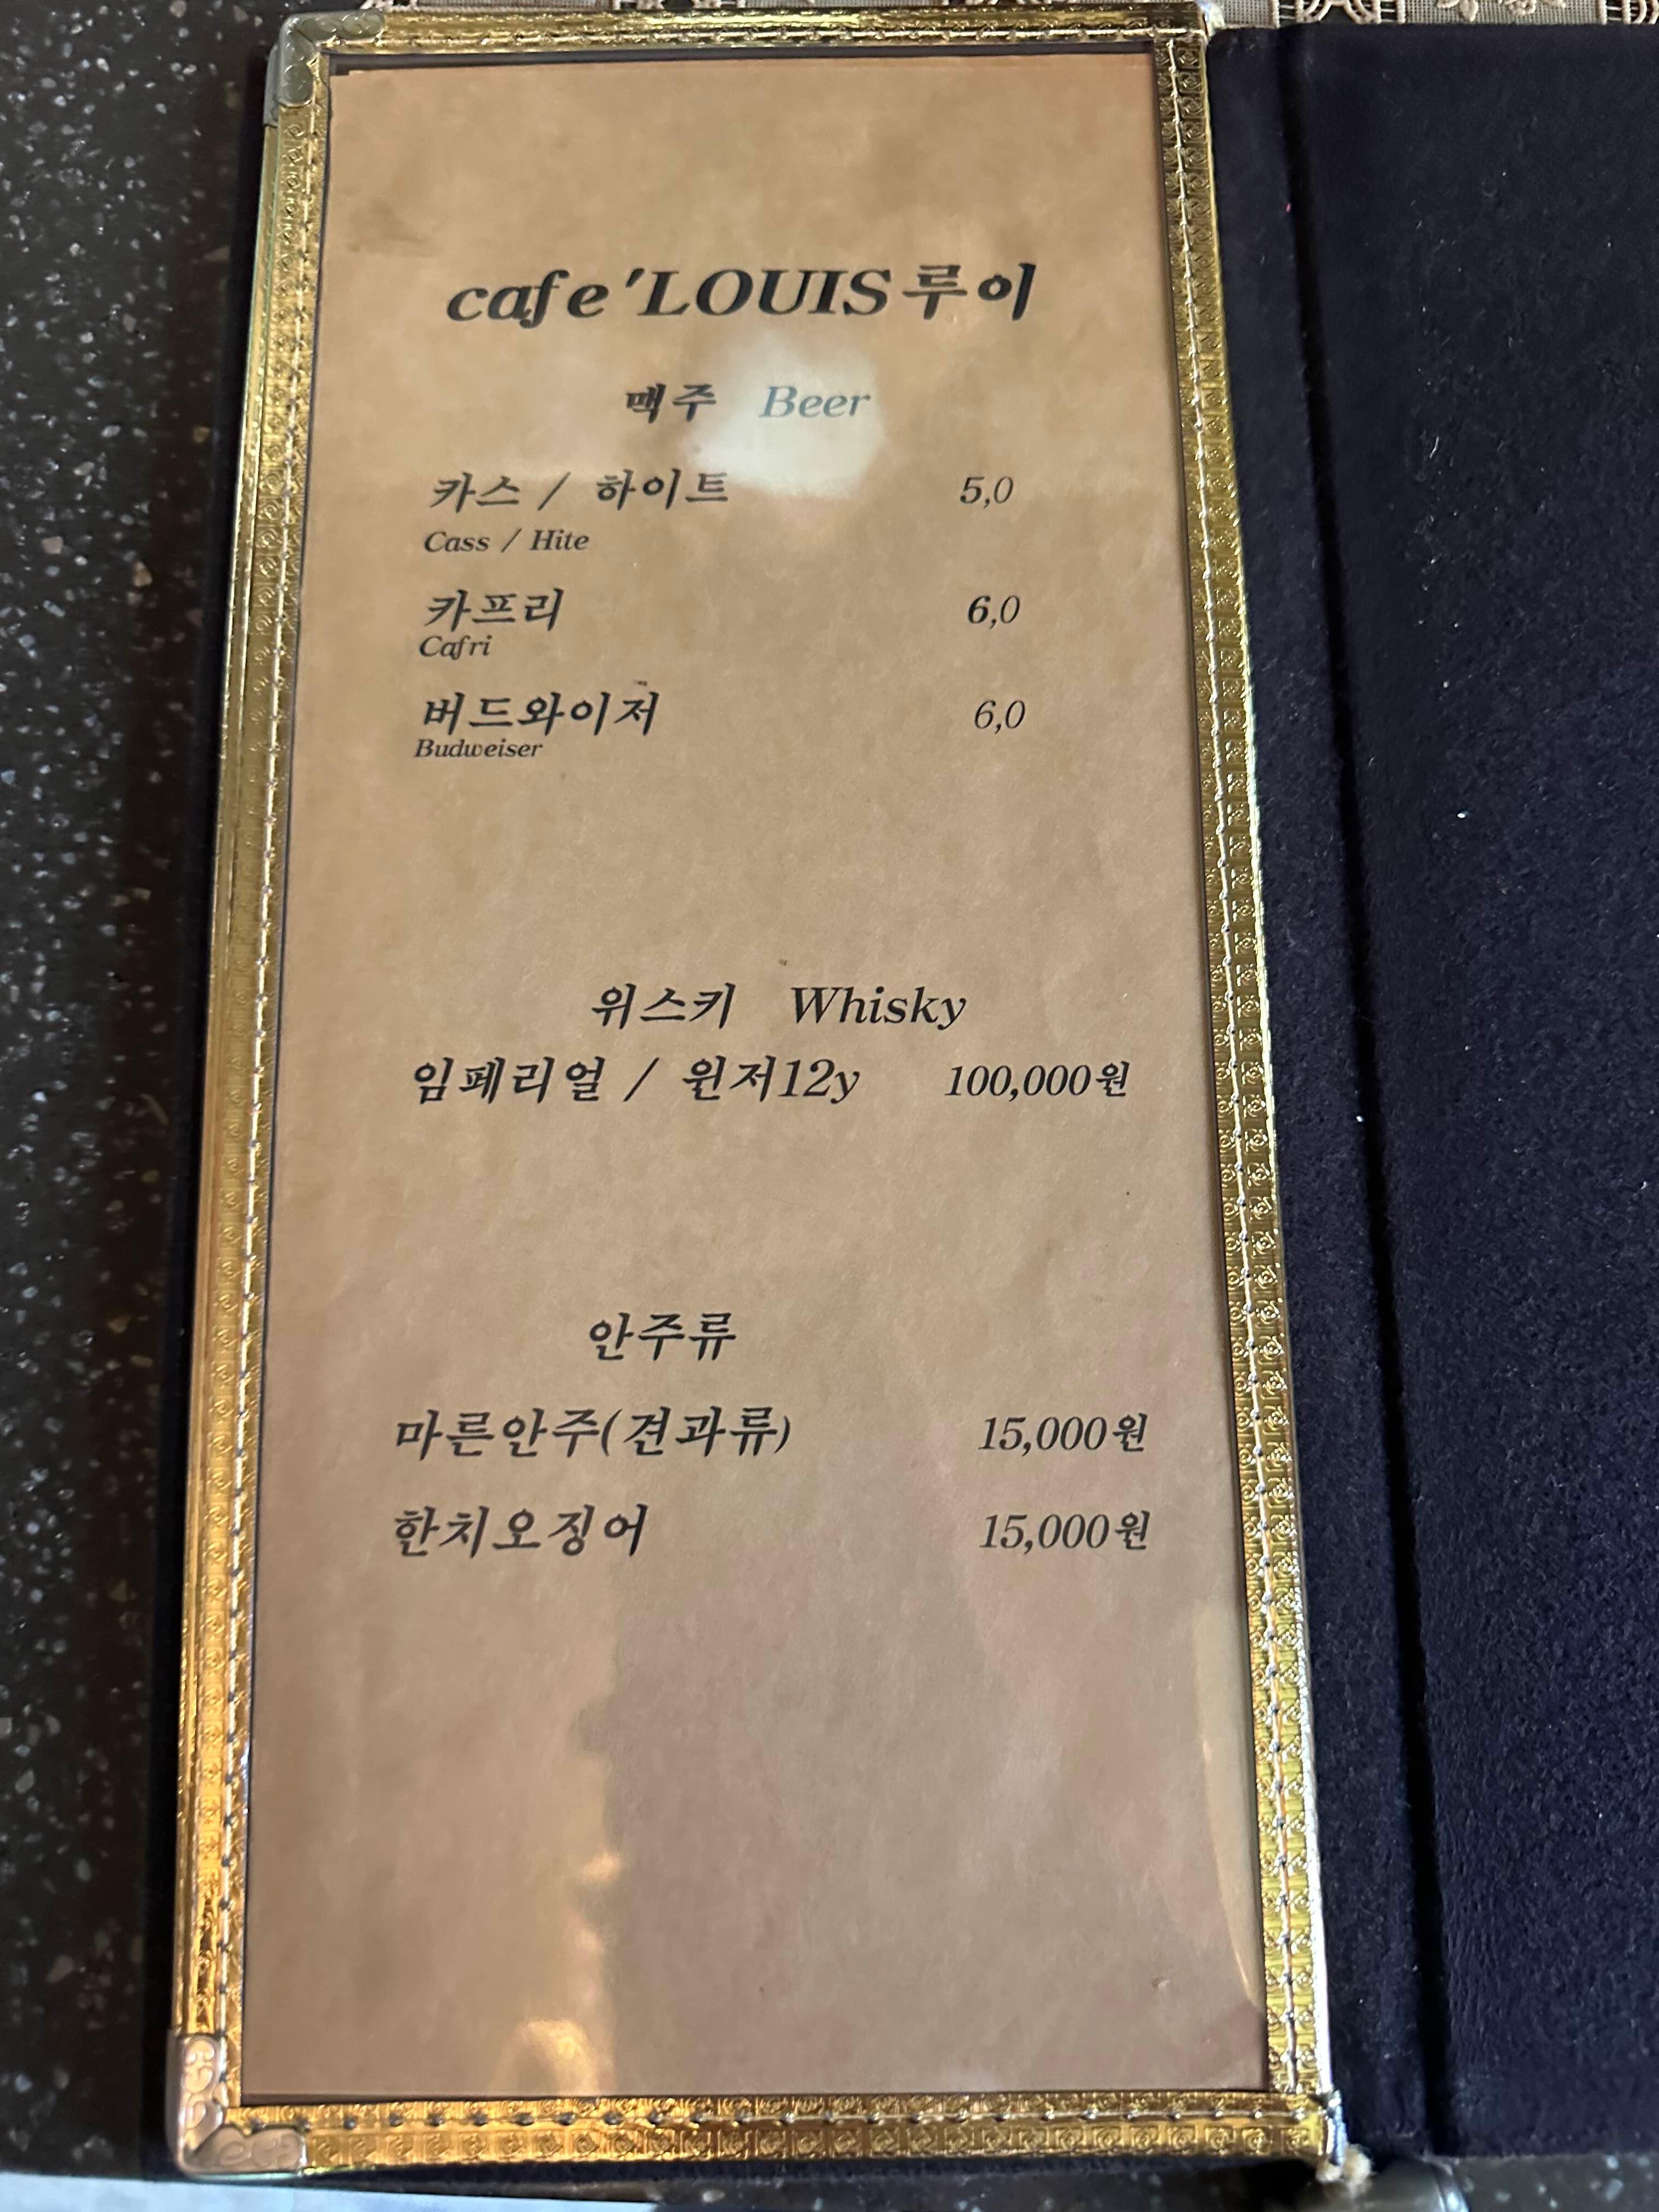 cafe'LOUIS루이
맥주 Beer
카스 / 하이트 5,0
Cass / Hite
카프리 6,0
Cafri
버드와이저 6,0
Budweiser
위스키 Whisky
임페리얼 / 윈저12y 100,000원
안주류
마른안주(견과류) 15,000원
한치오징어 15,000원